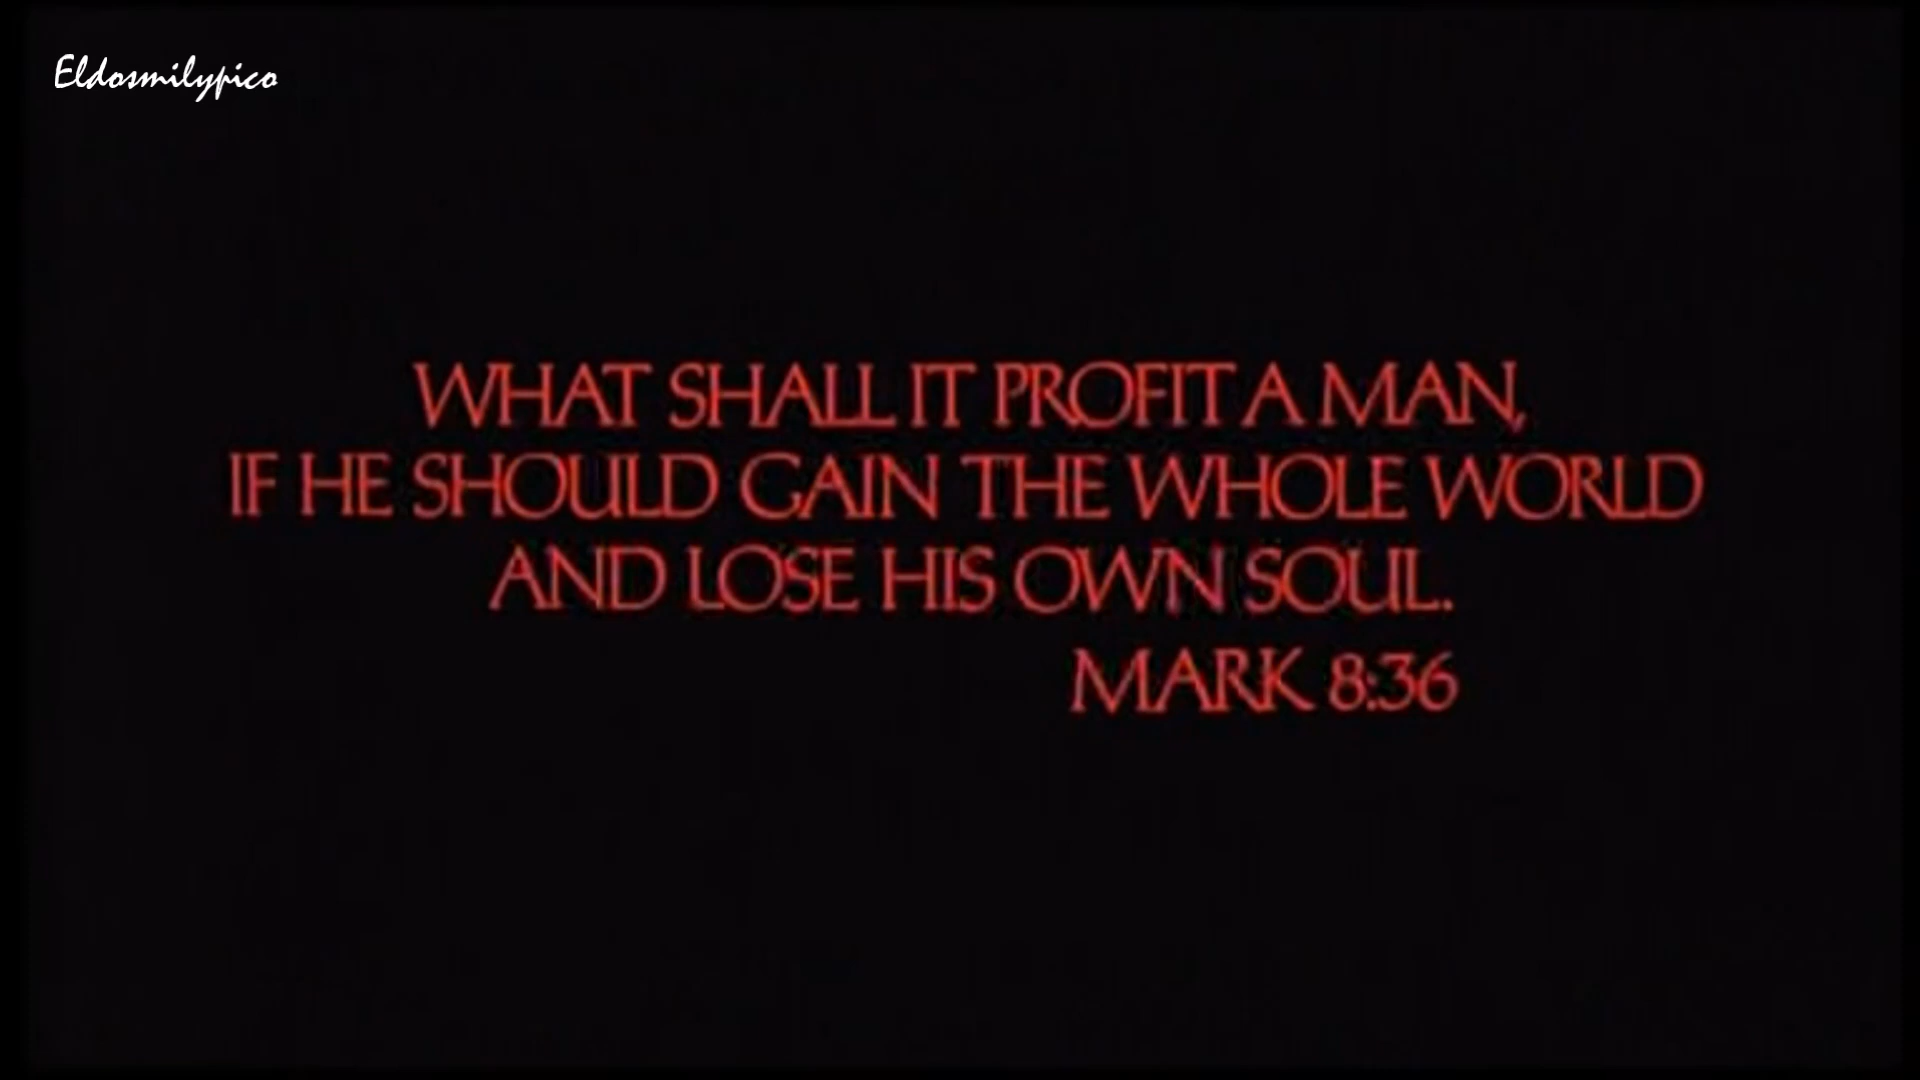 Eldosmilypico
WHAT SHALL IT PROFIT A MAN,
IF HE SHOULD GAIN THE WHOLE WORLD
AND LOSE HIS OWN SOUL.
MARK 8:36